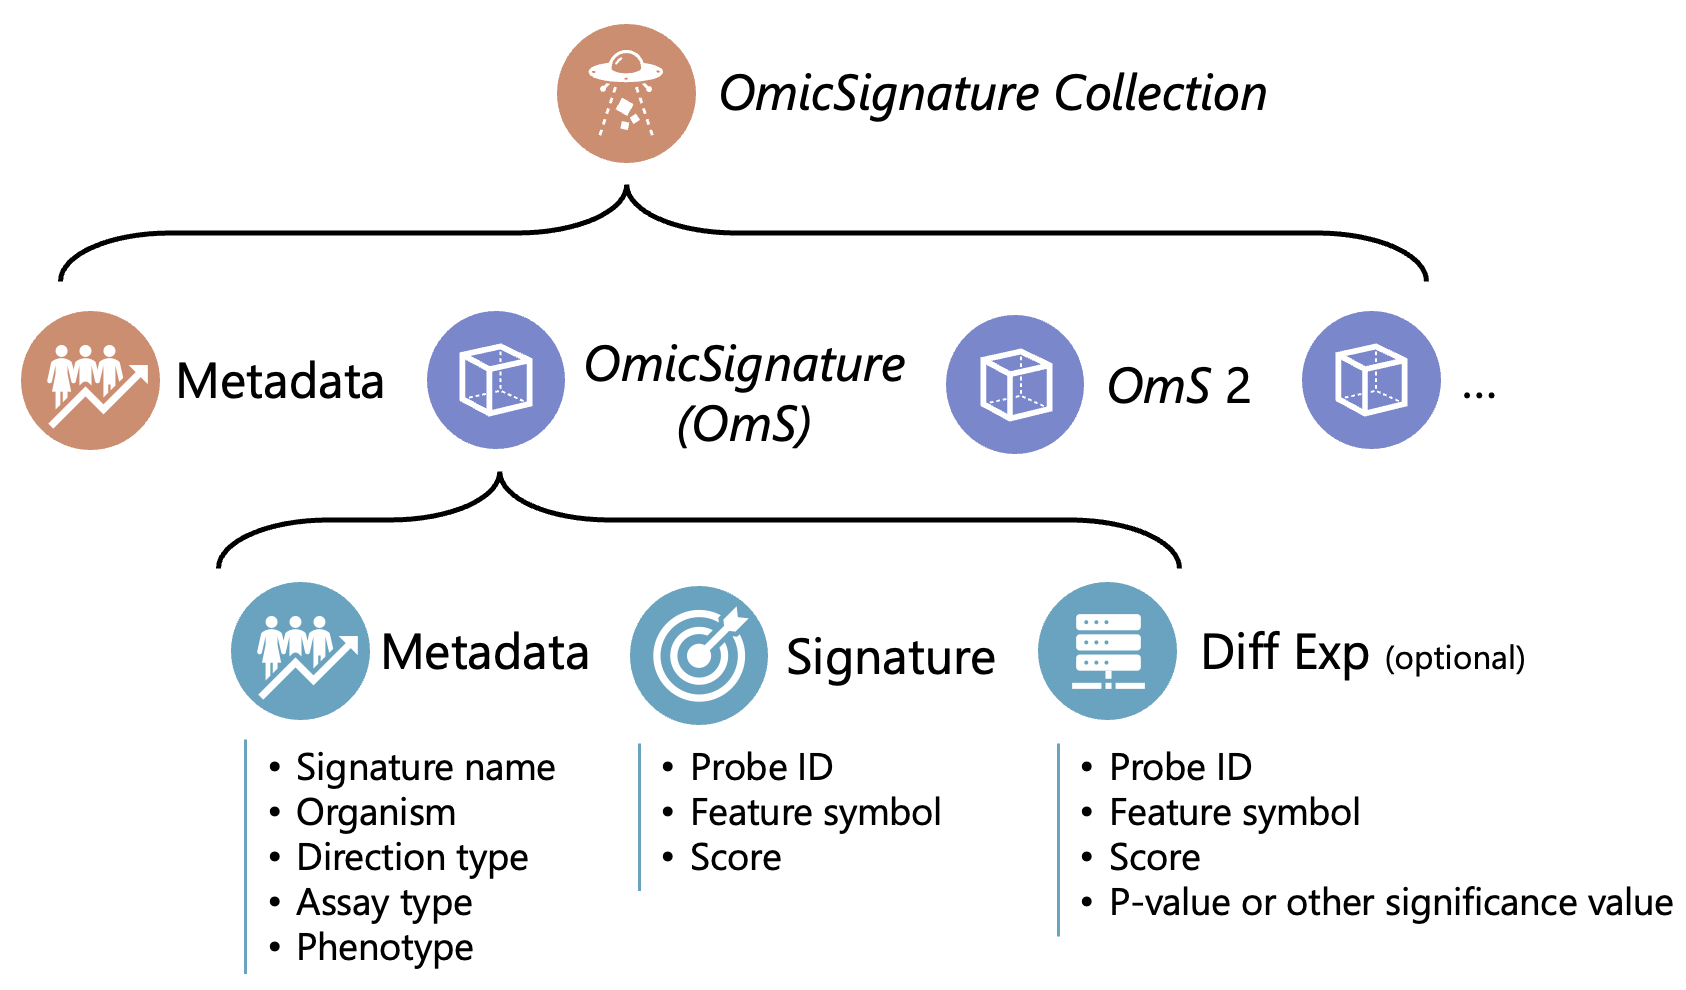 OmicSignature Collection
Metadata
OmicSignature
(OmS)
OmS 2
...
Metadata
Signature
Diff Exp (optional)
• Signature name
• Organism
• Direction type
• Assay type
• Phenotype
• Probe ID
• Feature symbol
• Score
• Probe ID
• Feature symbol
• Score
• P-value or other significance value